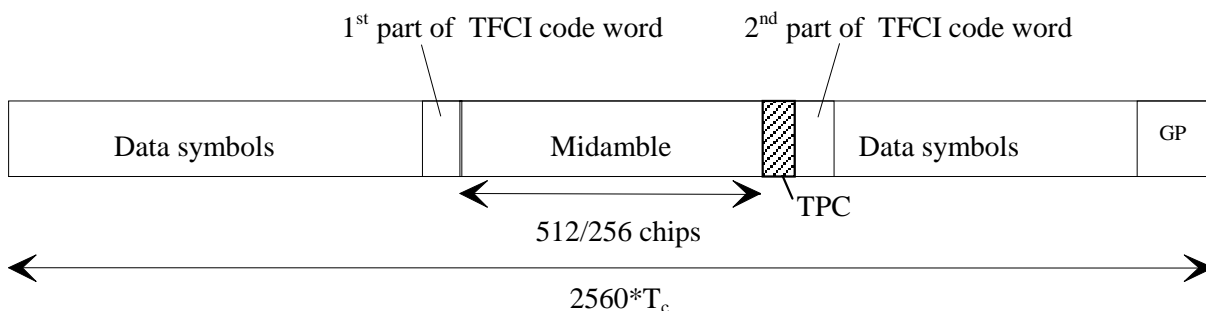 1st part of TFCI code word
2nd part of TFCI code word
Data symbols
Midamble
Data symbols
GP
TPC
512/256 chips
2560*Tc